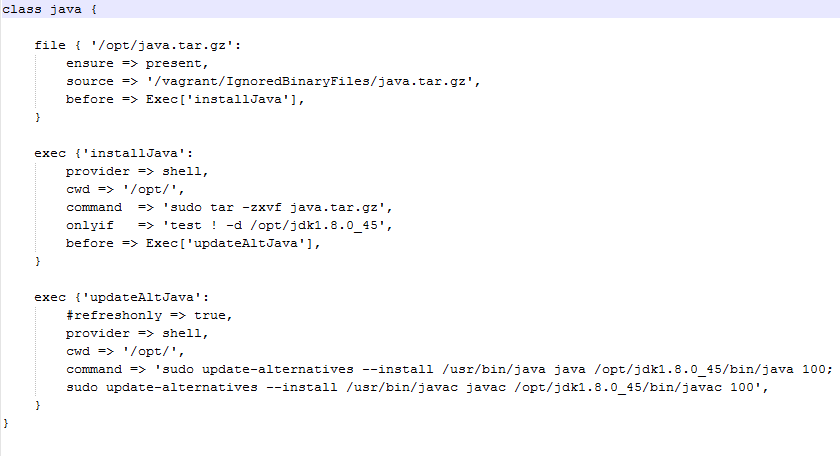 class java {
file { '/opt/java.tar.gz':
ensure => present,
source => '/vagrant/IgnoredBinaryFiles/java.tar.gz',
before => Exec['installJava'],
}
exec {'installJava':
provider => shell,
cwd => '/opt/',
command  => 'sudo tar -zxvf java.tar.gz',
onlyif   => 'test ! -d /opt/jdk1.8.0_45',
before => Exec['updateAltJava'],
}
exec {'updateAltJava':
#refreshonly => true,
provider => shell,
cwd => '/opt/',
command => 'sudo update-alternatives --install /usr/bin/java java /opt/jdk1.8.0_45/bin/java 100;
sudo update-alternatives --install /usr/bin/javac javac /opt/jdk1.8.0_45/bin/javac 100',
}
}